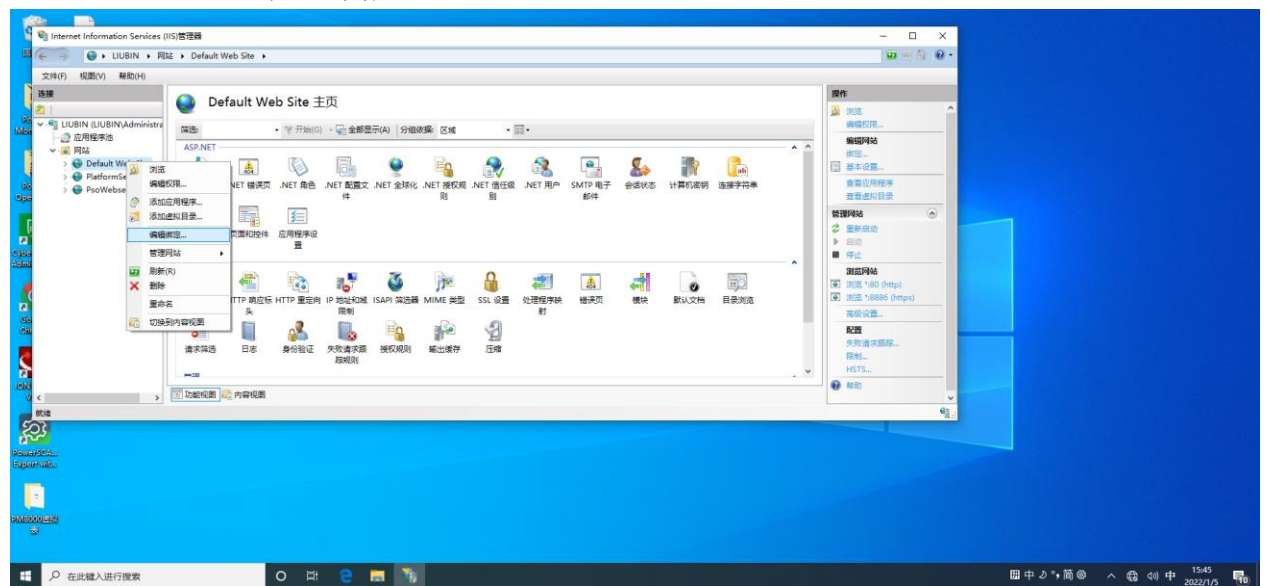 Internet Information Services (IIS)管理器
LIUBIN 网站 Default Web Site
文件(F) 视图(V) 帮助(H)
连接
LIUBIN (LIUBIN\Administra
应用程序池
网站
Default We
PlatformSe
PsoWebse
浏览
编辑权限...
添加应用程序...
添加虚拟目录...
编辑绑定...
管理网站
刷新(R)
删除
重命名
切换到内容视图
Default Web Site 主页
筛选: 开始(G) 全部显示(A) 分组依据: 区域
ASP.NET
.NET 错误页 .NET 角色 .NET 配置文件 .NET 全球化 .NET 授权规则 .NET 信任级别 .NET 用户 SMTP 电子邮件 会话状态 计算机密钥 连接字符串
页面和控件 应用程序设置
HTTP 响应标头 HTTP 重定向 IP 地址和域限制 ISAPI 筛选器 MIME 类型 SSL 设置 处理程序映射 错误页 模块 默认文档 目录浏览
请求筛选 日志 身份验证 失败请求跟踪规则 授权规则 输出缓存 压缩
功能视图 内容视图
操作
浏览
编辑权限...
编辑网站
绑定...
基本设置...
查看应用程序
查看虚拟目录
管理网站
重新启动
启动
停止
浏览网站
浏览 *:80 (http)
浏览 *:8886 (https)
高级设置...
配置
失败请求跟踪...
限制...
HSTS...
帮助
就绪
PowerSCA...
Expert wit...
PM8000虚拟
表
在此键入进行搜索
中 简
中
15:45
2022/1/5